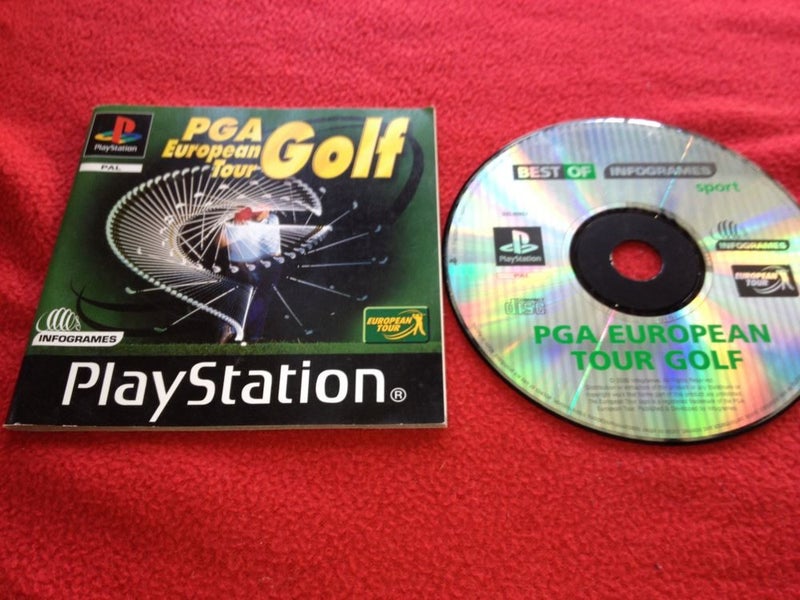 PlayStation
PAL
PGA
European
Tour
Golf
INFOGRAMES
EUROPEAN
TOUR
PlayStation®
BEST OF INFOGRAMES
sport
PlayStation
PAL
INFOGRAMES
EUROPEAN
TOUR
PGA EUROPEAN
TOUR GOLF